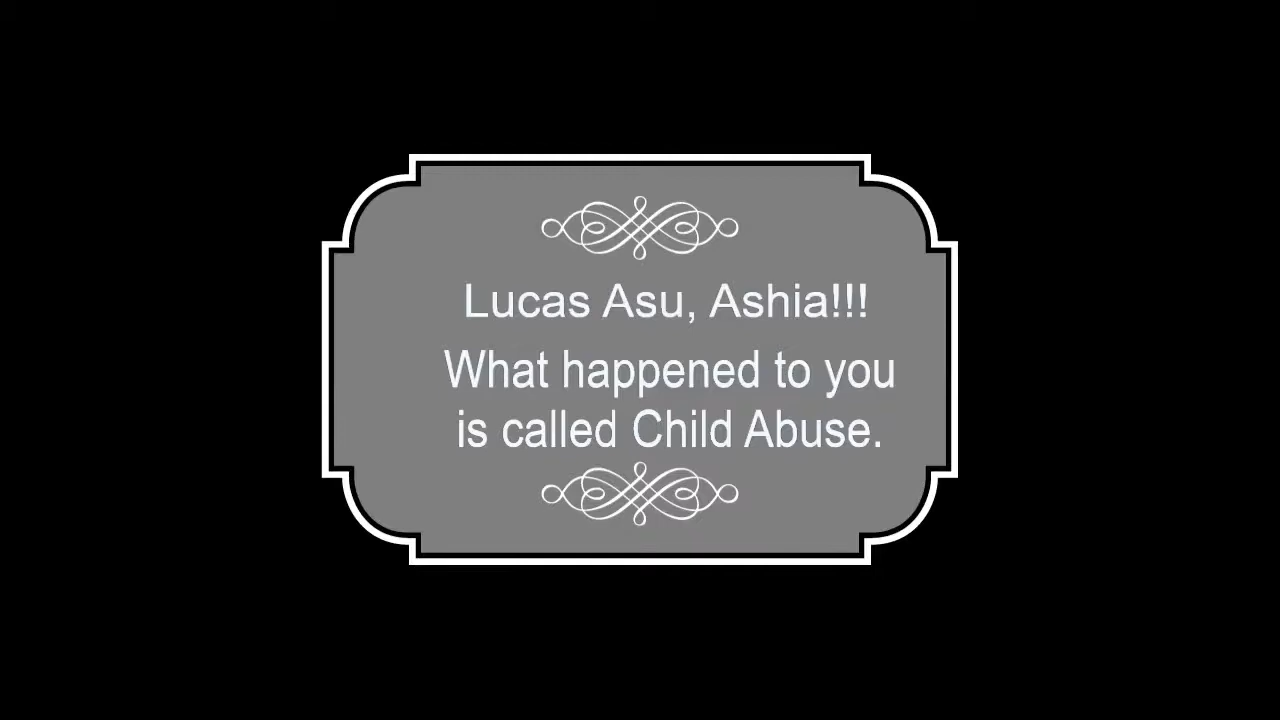 Lucas Asu, Ashia!!!
What happened to you
is called Child Abuse.